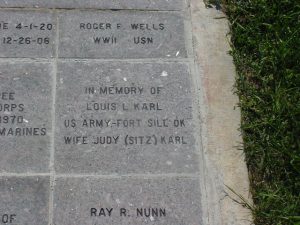 E 4-1-20
12-26-06
ROGER F. WELLS
WWII USN
EE
ORPS
1970
MARINES
IN MEMORY OF
LOUIS L. KARL
US ARMY-FORT SILL OK
WIFE JUDY (SITZ) KARL
OF
RAY R. NUNN